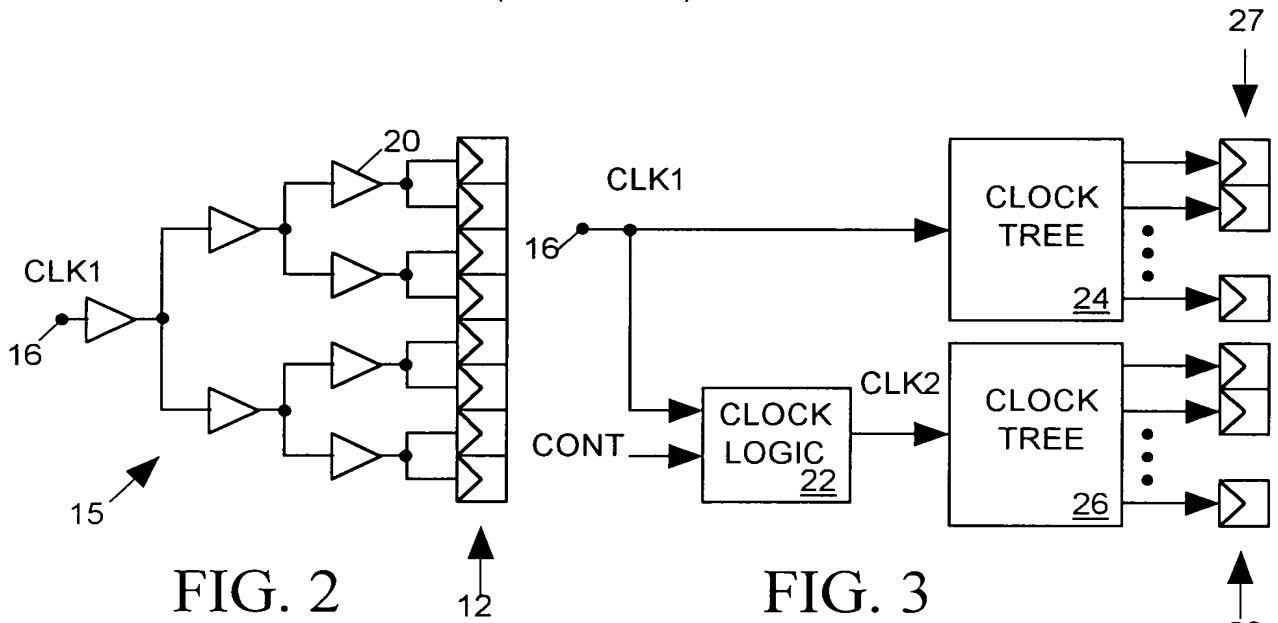 27
20
CLK1
CLOCK
TREE
24
16
CLK1
16
CLK2
CLOCK
TREE
26
CONT
CLOCK
LOGIC
22
15
12
FIG. 2
FIG. 3